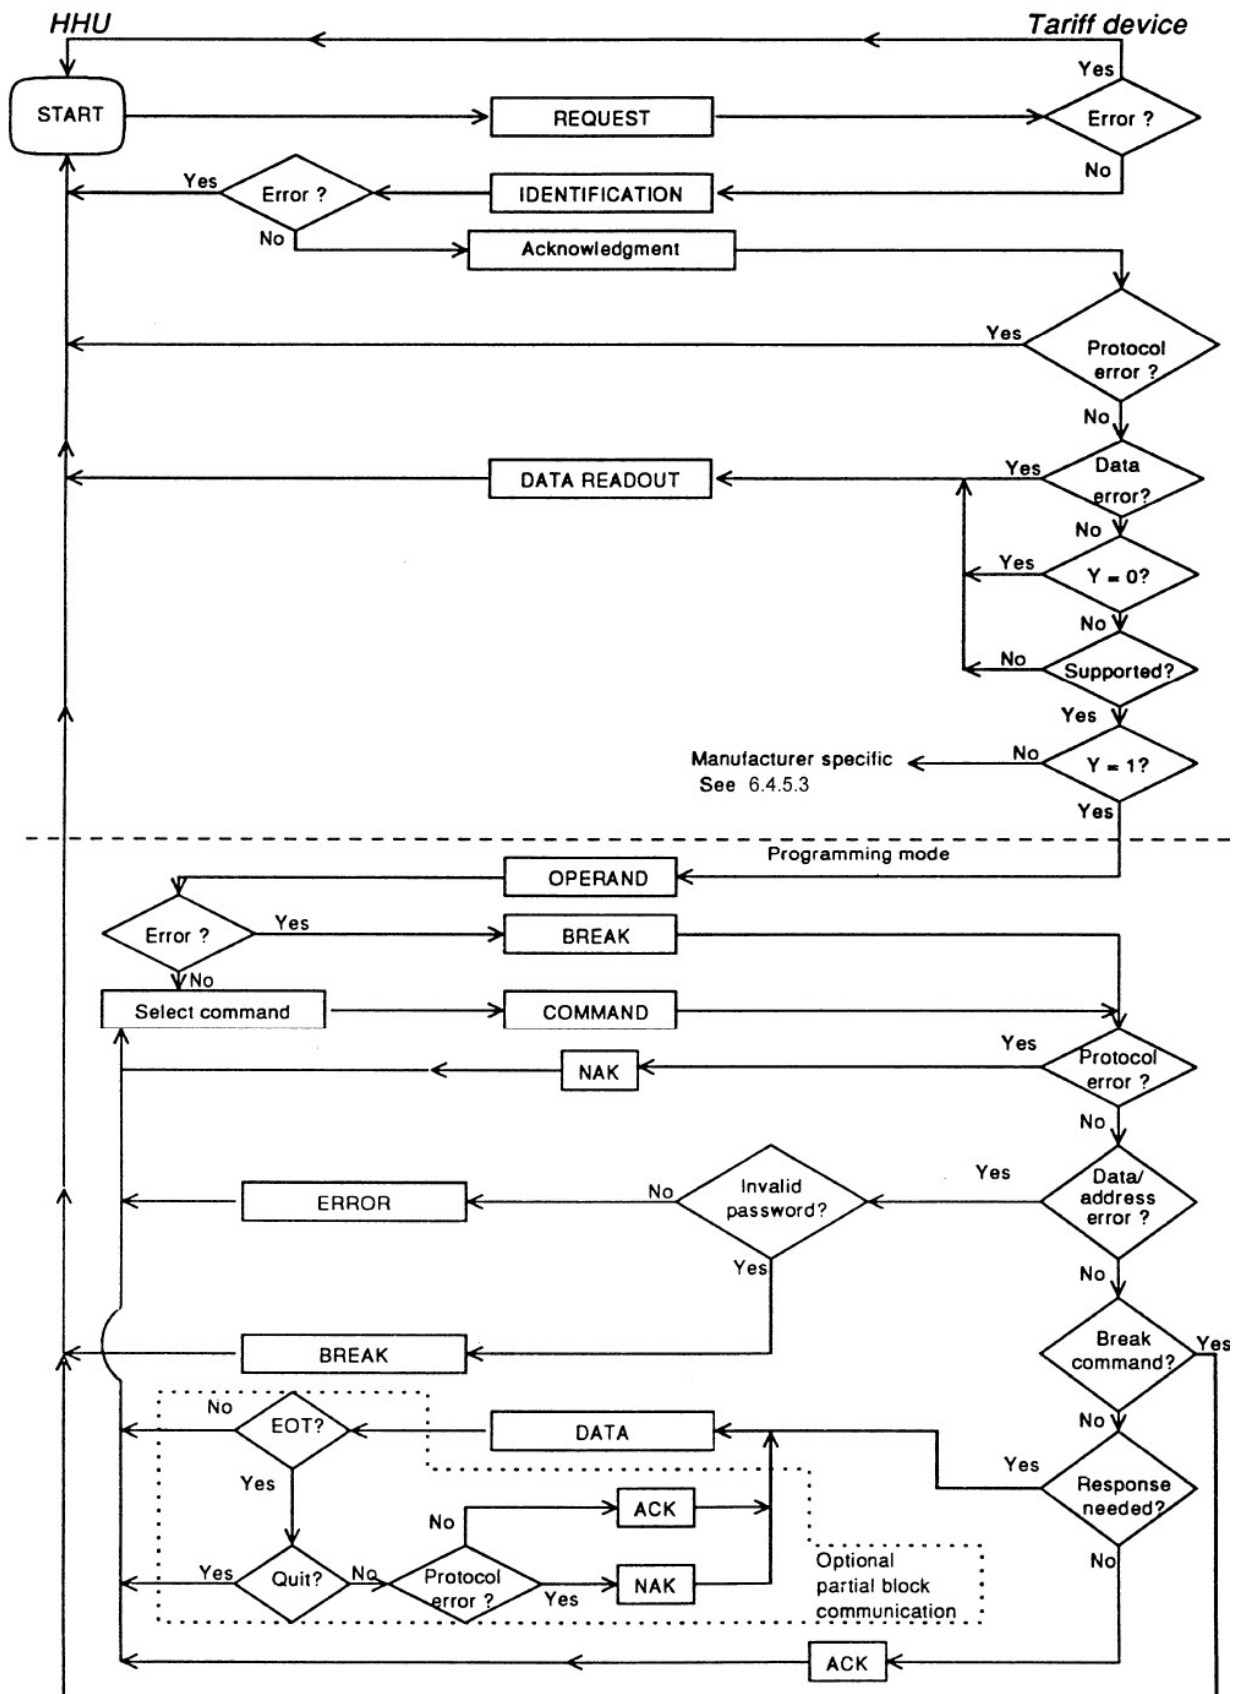 HHU
Tariff device
Yes
START
REQUEST
Error ?
No
Yes
Error ?
IDENTIFICATION
No
Acknowledgment
Yes
Protocol
error ?
No
DATA READOUT
Yes
Data
error?
No
Yes
Y = 0?
No
No
Supported?
Yes
Manufacturer specific
See 6.4.5.3
No
Y = 1?
Yes
Programming mode
OPERAND
Error ?
Yes
BREAK
No
Select command
COMMAND
Yes
NAK
Protocol
error ?
No
ERROR
No
Invalid
password?
Yes
Data/
address
error ?
Yes
No
BREAK
Break
command?
Yes
No
No
EOT?
DATA
Yes
Response
needed?
Yes
No
ACK
No
Yes
Quit?
No
Protocol
error ?
Yes
NAK
Optional
partial block
communication
ACK